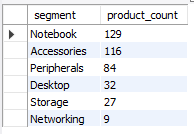 segment product_count
Notebook 129
Accessories 116
Peripherals 84
Desktop 32
Storage 27
Networking 9